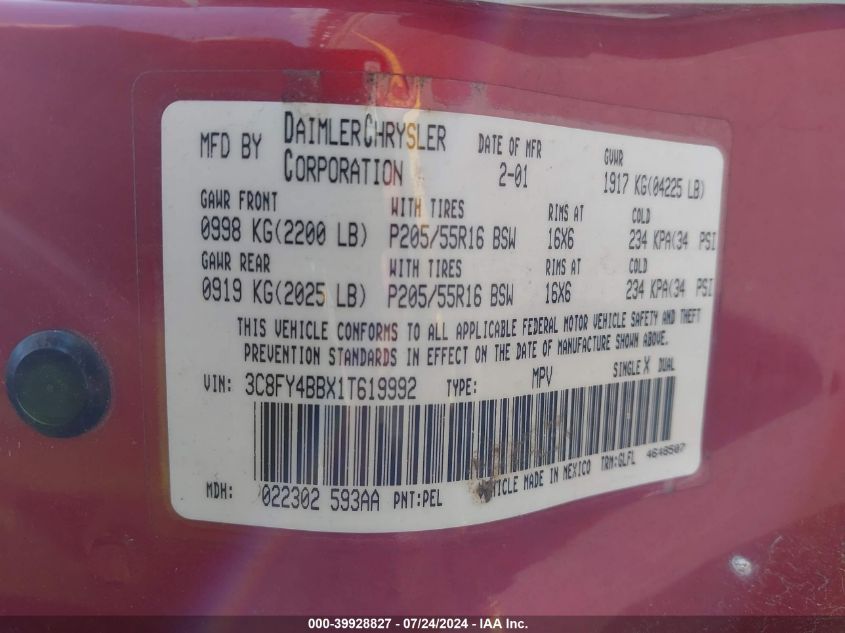 MFD BY DAIMLERCHRYSLER CORPORATION DATE OF MFR 2-01 GVWR 1917 KG(04225 LB)
GAWR FRONT WITH TIRES RIMS AT COLD
0998 KG(2200 LB) P205/55R16 BSW 16X6 234 KPA(34 PSI
GAWR REAR WITH TIRES RIMS AT COLD
0919 KG(2025 LB) P205/55R16 BSW 16X6 234 KPA(34 PSI
THIS VEHICLE CONFORMS TO ALL APPLICABLE FEDERAL MOTOR VEHICLE SAFETY AND THEFT
PREVENTION STANDARDS IN EFFECT ON THE DATE OF MANUFACTURE SHOWN ABOVE.
VIN: 3C8FY4BBX1T619992 TYPE: MPV SINGLE X DUAL
MDH: 022302 593AA PNT:PEL VEHICLE MADE IN MEXICO TRM:GLFL 4648507
000-39928827 - 07/24/2024 - IAA Inc.